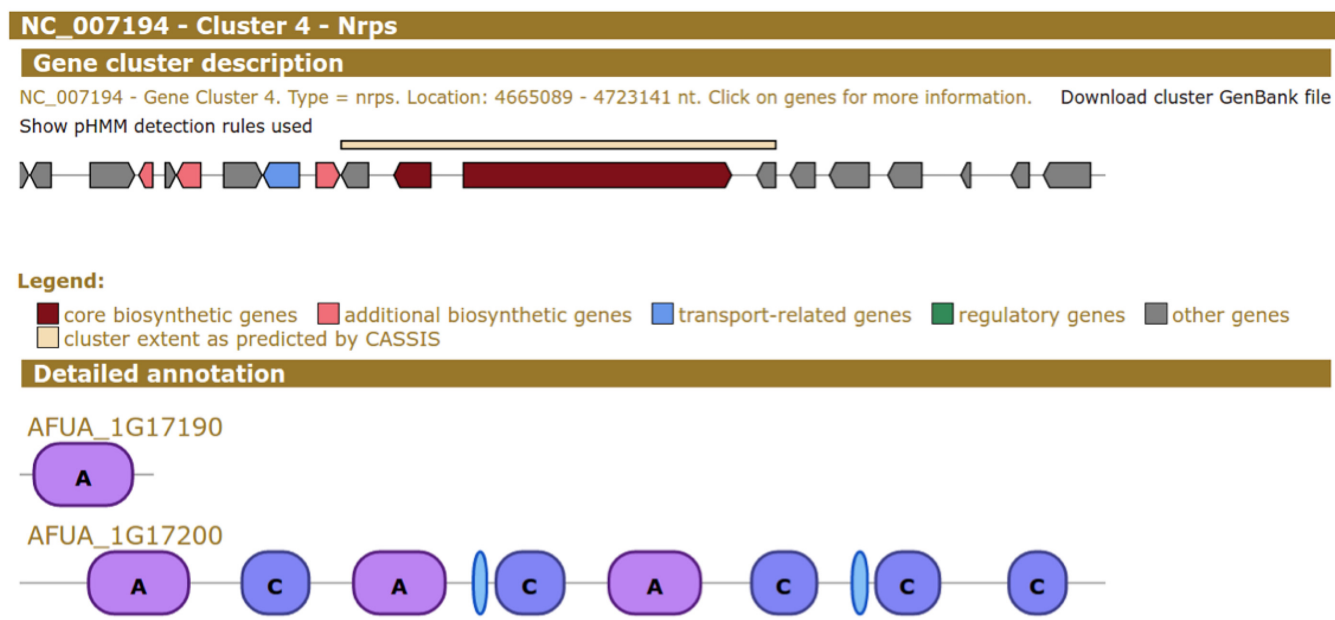 NC_007194 - Cluster 4 - Nrps
Gene cluster description
NC_007194 - Gene Cluster 4. Type = nrps. Location: 4665089 - 4723141 nt. Click on genes for more information. Download cluster GenBank file
Show pHMM detection rules used
Legend:
core biosynthetic genes additional biosynthetic genes transport-related genes regulatory genes other genes
cluster extent as predicted by CASSIS
Detailed annotation
AFUA_1G17190
A
AFUA_1G17200
A C A C A C C C